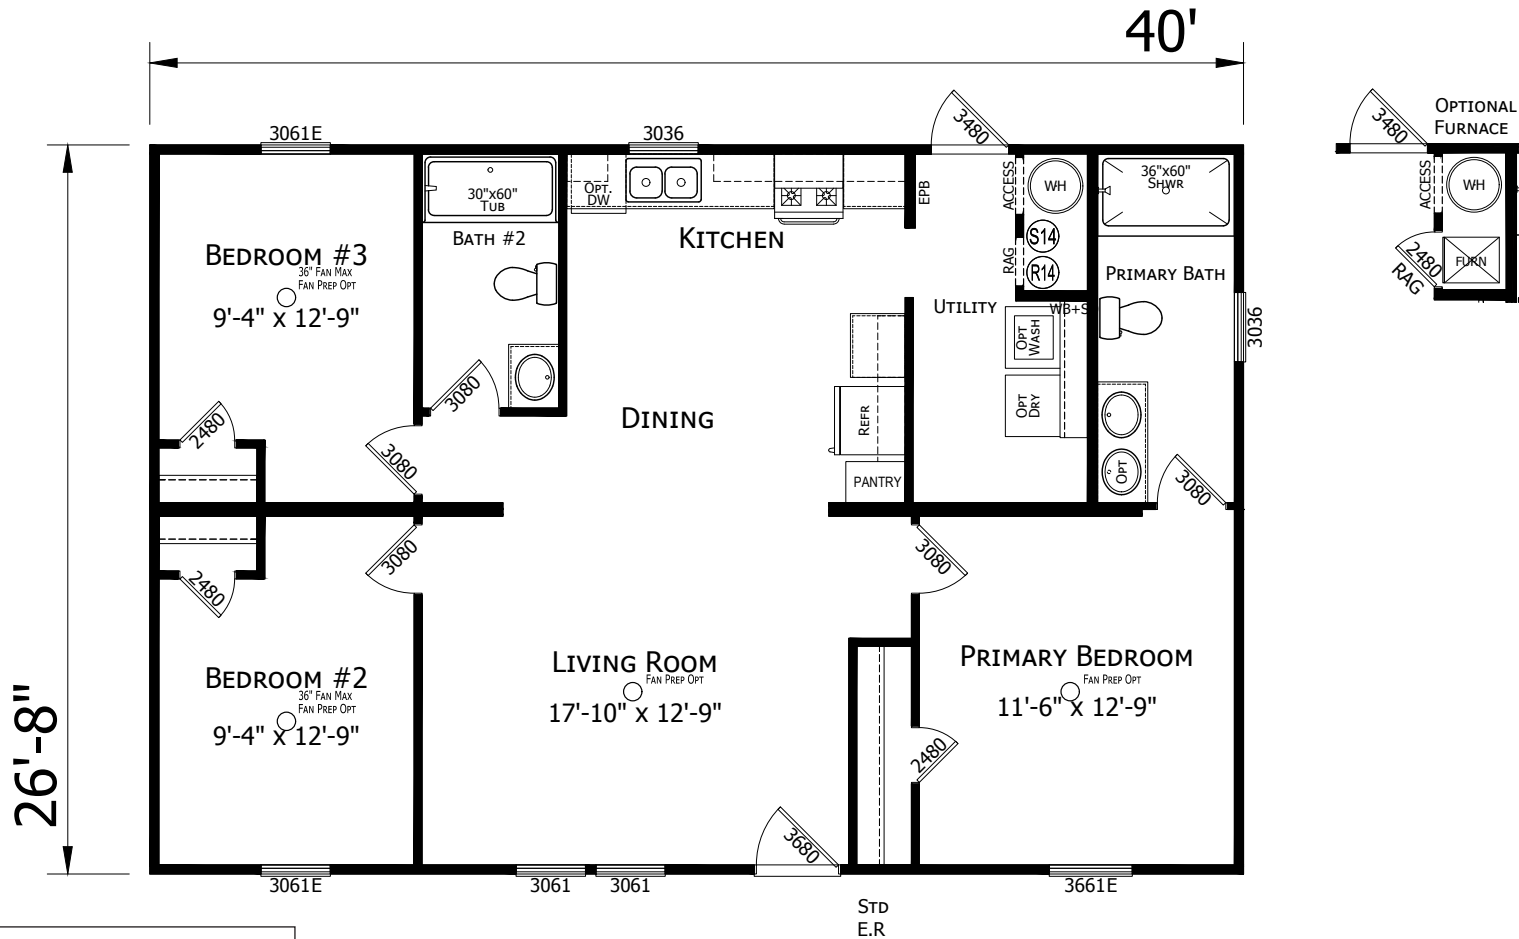 40'
26'-8"
3061E
3036
3480
BEDROOM #3
36" FAN MAX
FAN PREP OPT
9'-4" X 12'-9"
30"X60"
TUB
BATH #2
OPT.
DW
KITCHEN
EPB
ACCESS
WH
S14
RAG
R14
36"X60"
SHWR
PRIMARY BATH
UTILITY
WB+S
OPT
WASH
OPT
DRY
3036
3080
2480
3080
DINING
REFR
PANTRY
OPT
3080
2480
3080
3080
BEDROOM #2
36" FAN MAX
FAN PREP OPT
9'-4" X 12'-9"
LIVING ROOM
FAN PREP OPT
17'-10" X 12'-9"
PRIMARY BEDROOM
FAN PREP OPT
11'-6" X 12'-9"
2480
3680
3061E
3061
3061
3661E
STD
E.R
OPTIONAL
FURNACE
3480
ACCESS
WH
2480
RAG
FURN